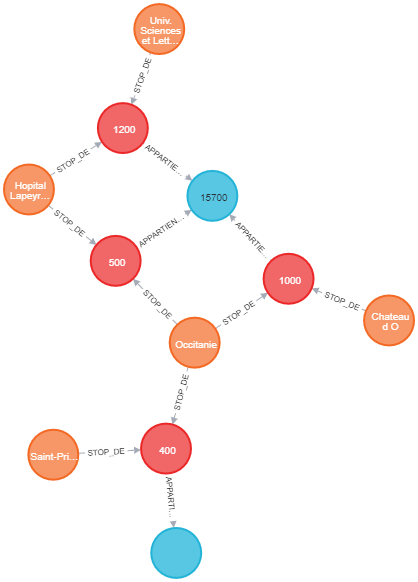 Univ.
Sciences
et Lett...
STOP_DE
1200
STOP_DE
APPARTIE...
Hopital
Lapeyr...
15700
STOP_DE
APPARTIEN...
APPARTIE...
500
1000
STOP_DE
STOP_DE
STOP_DE
Chateau
d O
Occitanie
STOP_DE
Saint-Pri...
STOP_DE
400
APPARTI...